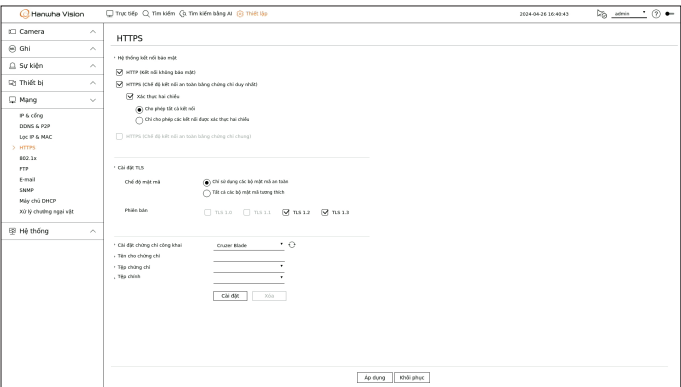 Hanwha Vision
Trực tiếp Tìm kiếm Tìm kiếm bằng AI Thiết lập 2024-04-26 16:40:43 admin
Camera
Ghi
Sự kiện
Thiết bị
Mạng
IP & cổng
DDNS & P2P
Lọc IP & MAC
HTTPS
802.1x
FTP
E-mail
SNMP
Máy chủ DHCP
Xử lý chướng ngại vật
Hệ thống
HTTPS
Hệ thống kết nối bảo mật
HTTP (Kết nối không bảo mật)
HTTPS (Chế độ kết nối an toàn bằng chứng chỉ duy nhất)
Xác thực hai chiều
Cho phép tất cả kết nối
Chỉ cho phép các kết nối được xác thực hai chiều
HTTPS (Chế độ kết nối an toàn bằng chứng chỉ chung)
Cài đặt TLS
Chế độ mật mã
Chỉ sử dụng các bộ mật mã an toàn
Tất cả các bộ mật mã tương thích
Phiên bản TLS 1.0 TLS 1.1 TLS 1.2 TLS 1.3
Cài đặt chứng chỉ công khai Cruzer Blade
Tên cho chứng chỉ
Tệp chứng chỉ
Tệp chính
Cài đặt Xóa
Áp dụng Khôi phục